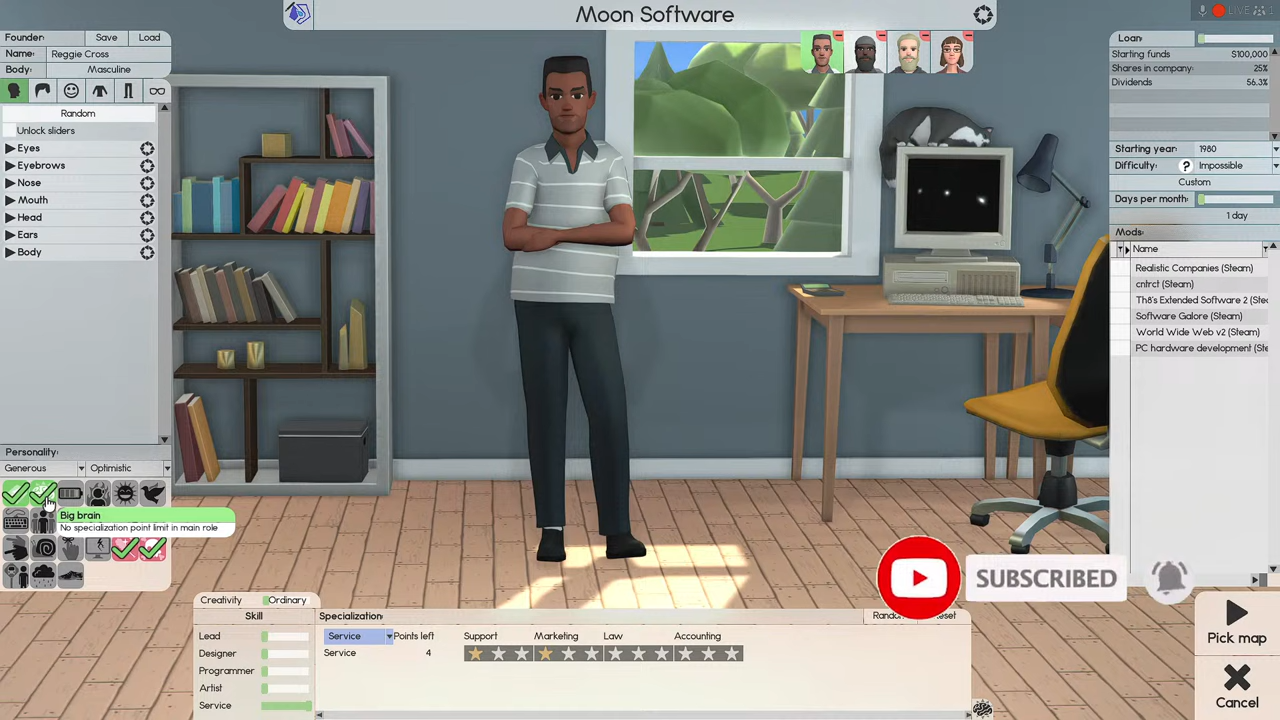 Moon Software
LIVE
1
Founder:
Save
Load
Name:
Reggie Cross
Body:
Masculine
Random
Unlock sliders
Eyes
Eyebrows
Nose
Mouth
Head
Ears
Body
Personality:
Generous
Optimistic
Big brain
No specialization point limit in main role
Loan:
Starting funds
$100,000
Shares in company:
25%
Dividends
56.3%
Starting year:
1980
Difficulty:
?
Impossible
Custom
Days per month:
1 day
Mods:
Name
Realistic Companies (Steam)
cntrct (Steam)
Th8's Extended Software 2 (Stea
Software Galore (Steam)
World Wide Web v2 (Steam)
PC hardware development (Ste
SUBSCRIBED
Creativity
Ordinary
Skill
Specialization:
Lead
Designer
Programmer
Artist
Service
Service
Points left
Support
Marketing
Law
Accounting
Service
4
Pick map
Cancel